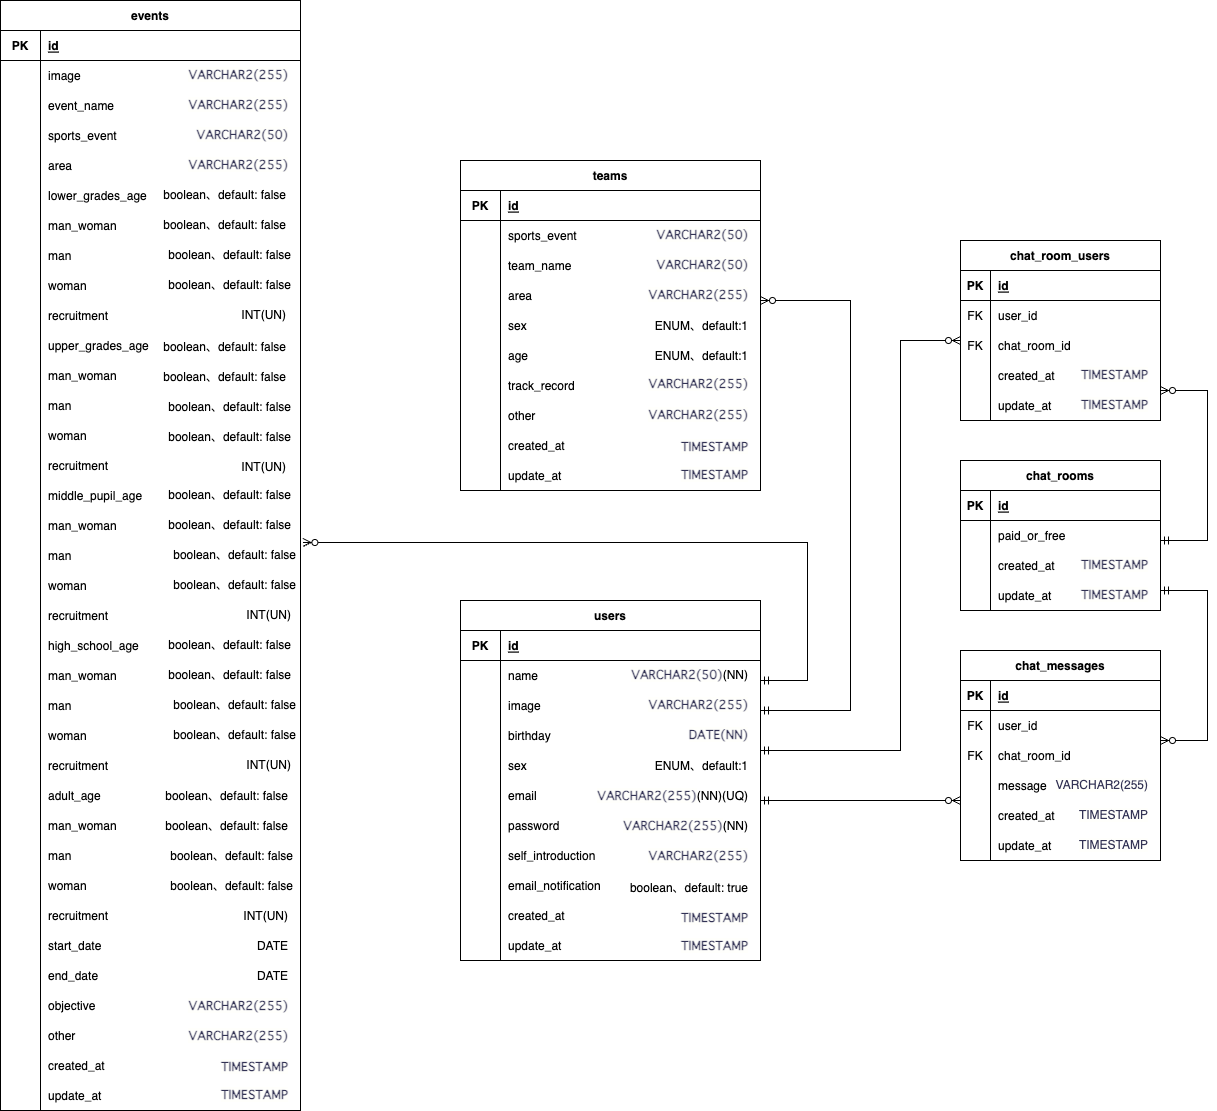 events
PK id
image VARCHAR2(255)
event_name VARCHAR2(255)
sports_event VARCHAR2(50)
area VARCHAR2(255)
lower_grades_age boolean、default: false
man_woman boolean、default: false
man boolean、default: false
woman boolean、default: false
recruitment INT(UN)
upper_grades_age boolean、default: false
man_woman boolean、default: false
man boolean、default: false
woman boolean、default: false
recruitment INT(UN)
middle_pupil_age boolean、default: false
man_woman boolean、default: false
man boolean、default: false
woman boolean、default: false
recruitment INT(UN)
high_school_age boolean、default: false
man_woman boolean、default: false
man boolean、default: false
woman boolean、default: false
recruitment INT(UN)
adult_age boolean、default: false
man_woman boolean、default: false
man boolean、default: false
woman boolean、default: false
recruitment INT(UN)
start_date DATE
end_date DATE
objective VARCHAR2(255)
other VARCHAR2(255)
created_at TIMESTAMP
update_at TIMESTAMP
teams
PK id
sports_event VARCHAR2(50)
team_name VARCHAR2(50)
area VARCHAR2(255)
sex ENUM、default:1
age ENUM、default:1
track_record VARCHAR2(255)
other VARCHAR2(255)
created_at TIMESTAMP
update_at TIMESTAMP
users
PK id
name VARCHAR2(50)(NN)
image VARCHAR2(255)
birthday DATE(NN)
sex ENUM、default:1
email VARCHAR2(255)(NN)(UQ)
password VARCHAR2(255)(NN)
self_introduction VARCHAR2(255)
email_notification boolean、default: true
created_at TIMESTAMP
update_at TIMESTAMP
chat_room_users
PK id
FK user_id
FK chat_room_id
created_at TIMESTAMP
update_at TIMESTAMP
chat_rooms
PK id
paid_or_free
created_at TIMESTAMP
update_at TIMESTAMP
chat_messages
PK id
FK user_id
FK chat_room_id
message VARCHAR2(255)
created_at TIMESTAMP
update_at TIMESTAMP